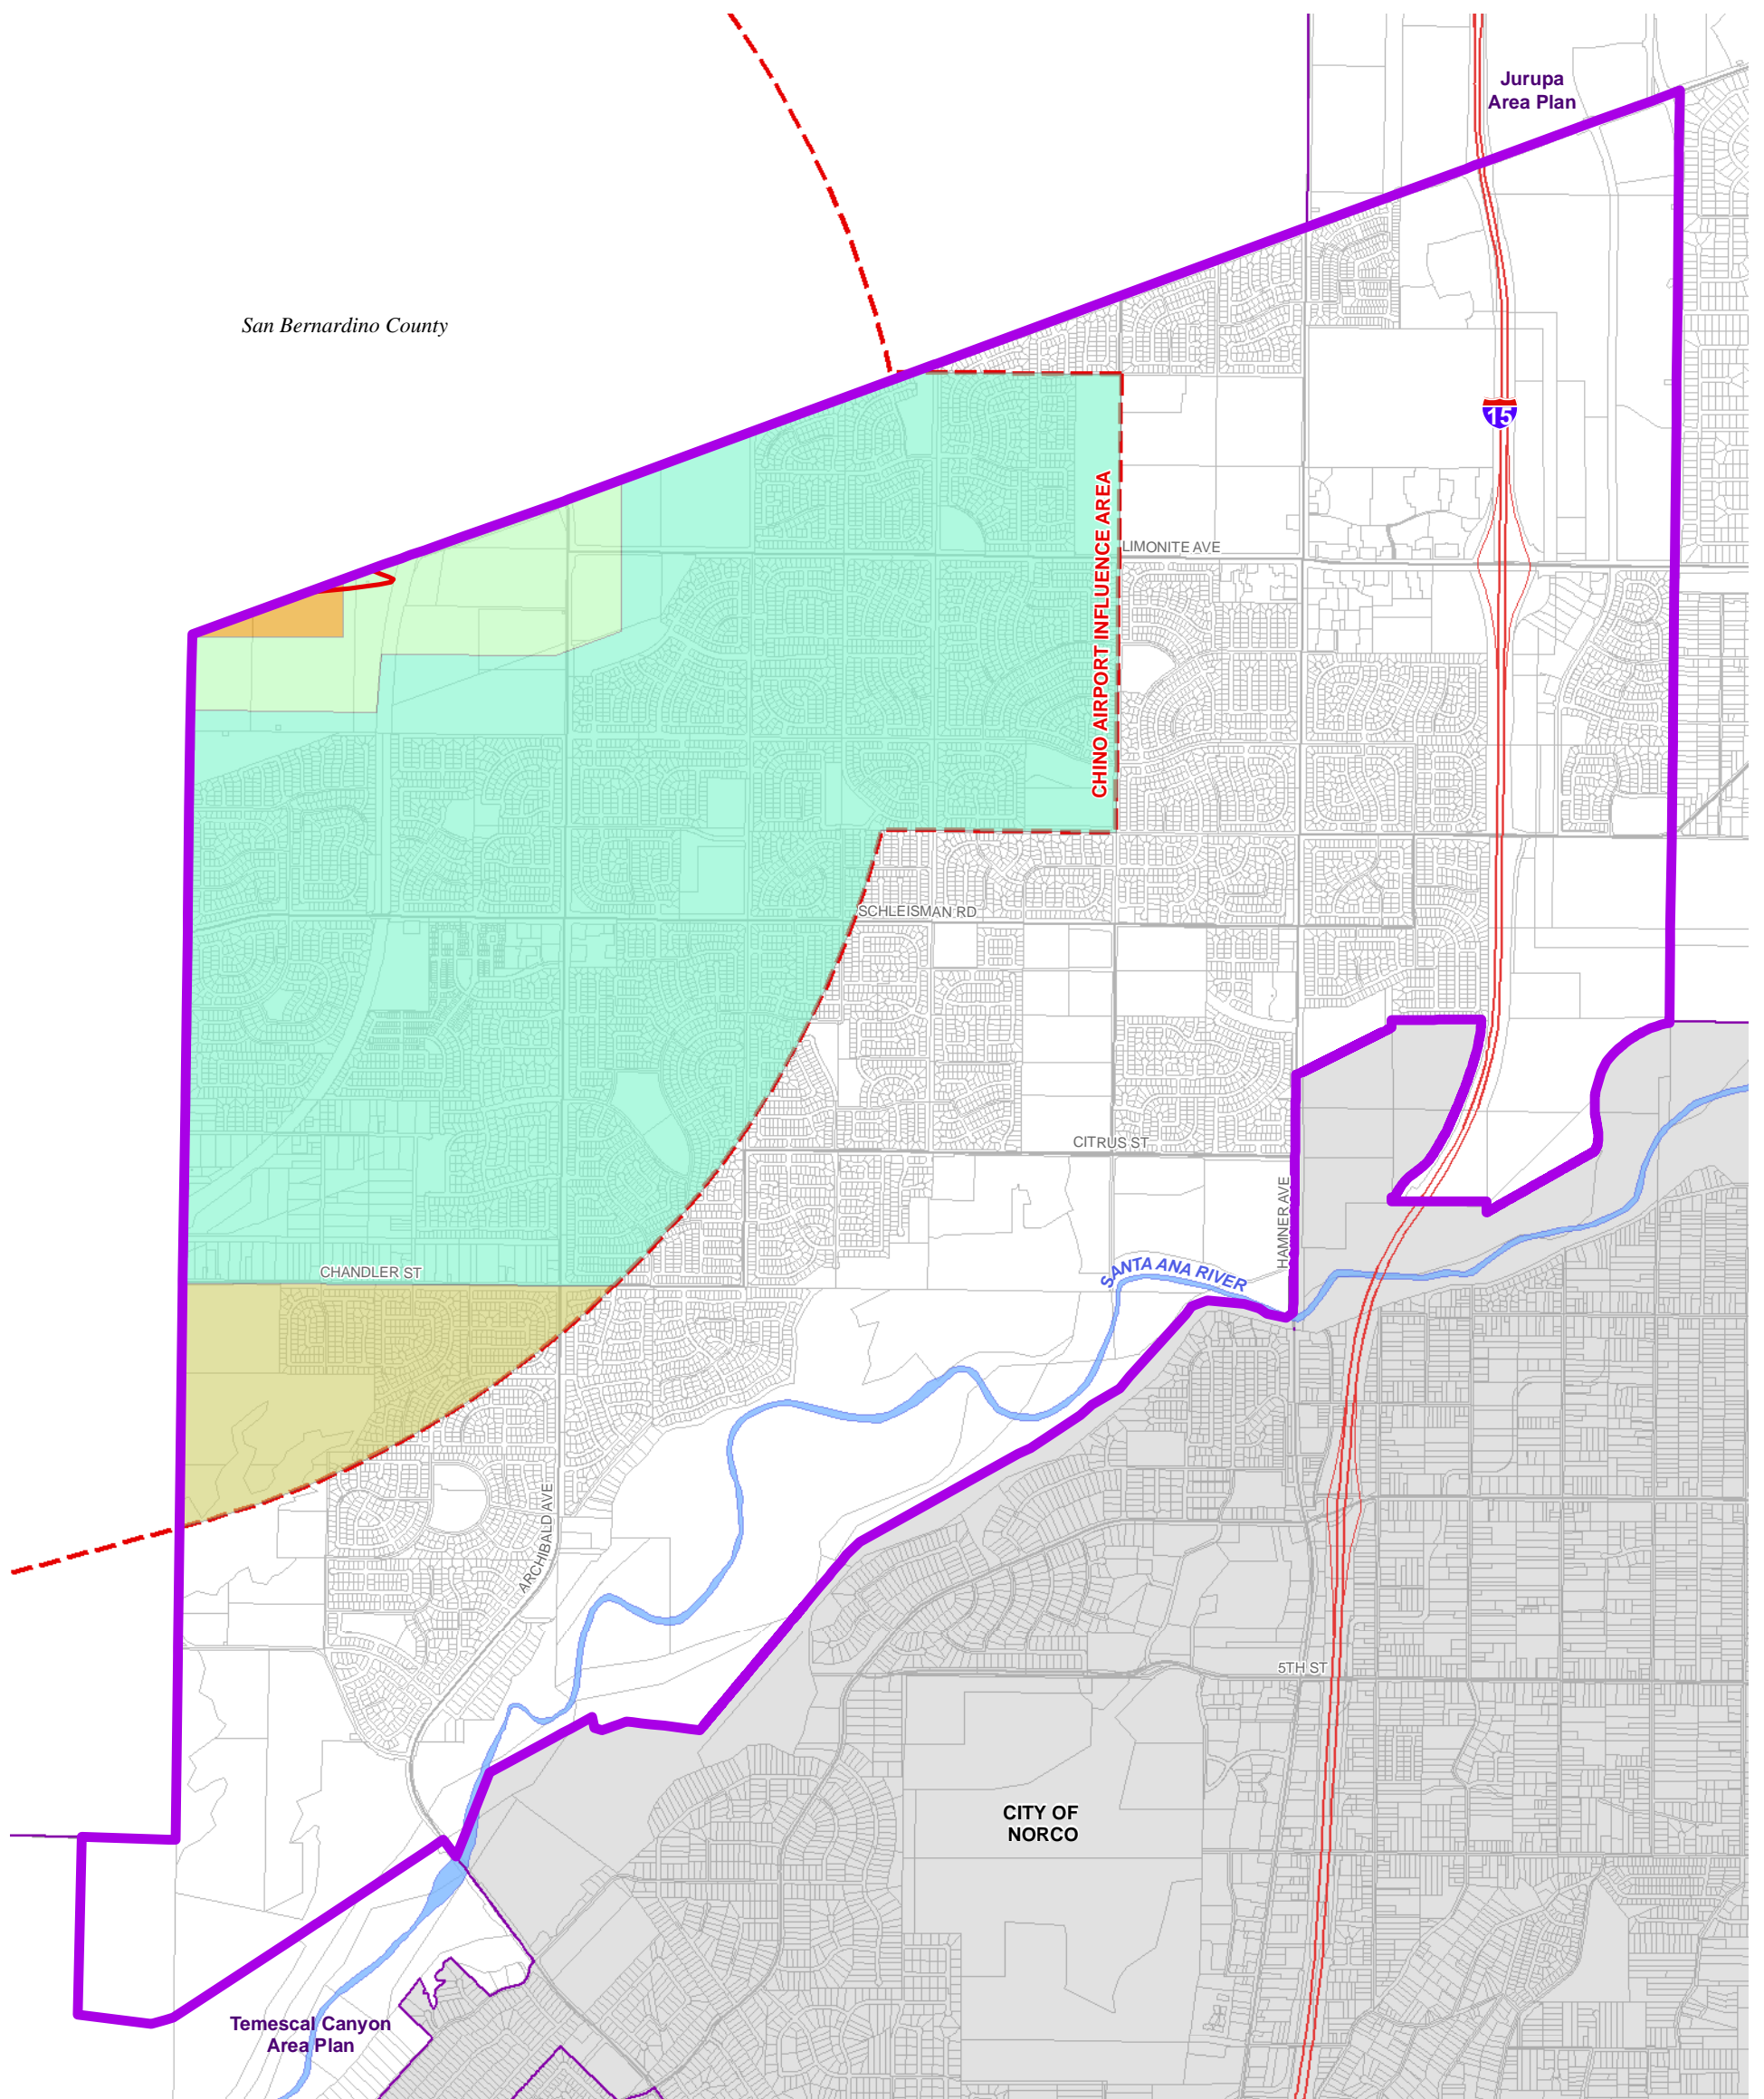 Jurupa
Area Plan
San Bernardino County
15
CHINO AIRPORT INFLUENCE AREA
LIMONITE AVE
SCHLEISMAN RD
CITRUS ST
HAMNER AVE
SANTA ANA RIVER
CHANDLER ST
ARCHIBALD AVE
5TH ST
CITY OF
NORCO
Temescal Canyon
Area Plan